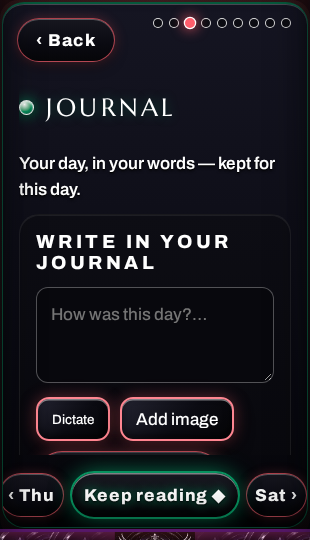 ‹ Back
JOURNAL
Your day, in your words — kept for
this day.
WRITE IN YOUR
JOURNAL
How was this day?...
Dictate
Add image
‹ Thu
Keep reading ◆
Sat ›